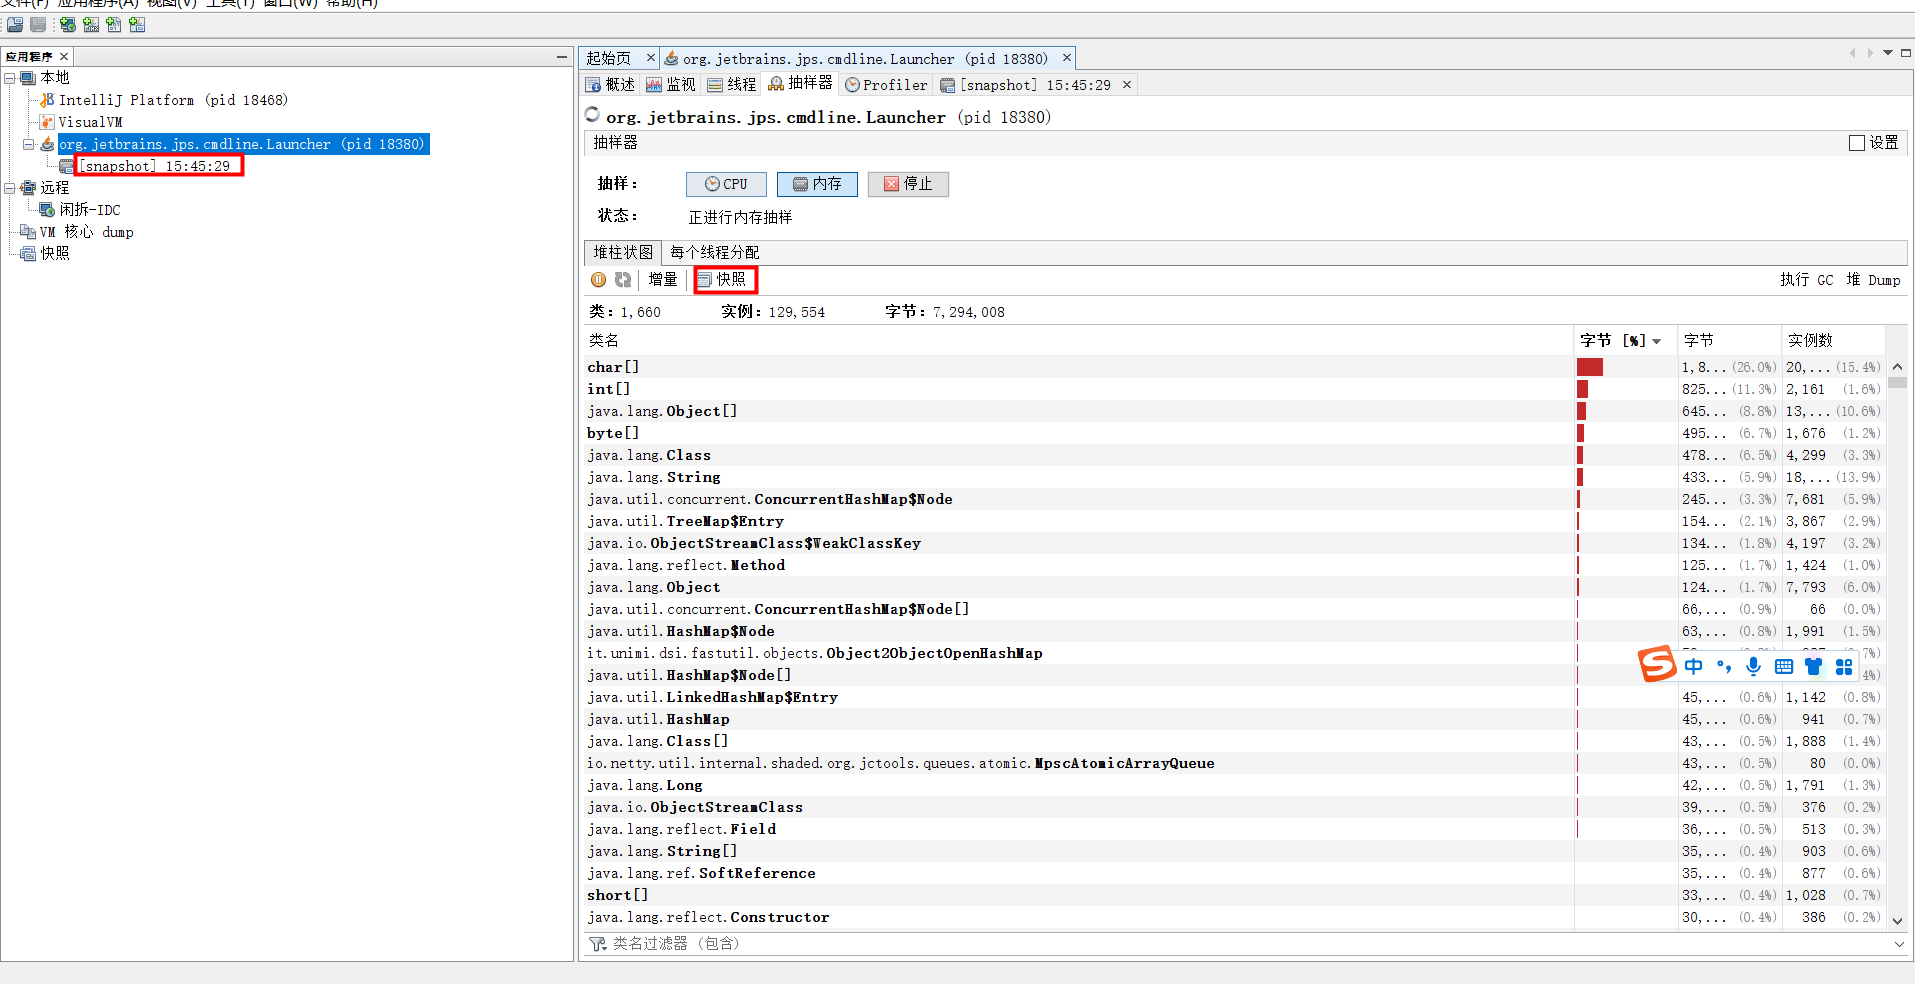 文件(F) 应用程序(A) 视图(V) 工具(T) 窗口(W) 帮助(H)
应用程序
本地
IntelliJ Platform (pid 18468)
VisualVM
org.jetbrains.jps.cmdline.Launcher (pid 18380)
[snapshot] 15:45:29
远程
闲拆-IDC
VM 核心 dump
快照
起始页 org.jetbrains.jps.cmdline.Launcher (pid 18380)
概述 监视 线程 抽样器 Profiler [snapshot] 15:45:29
org.jetbrains.jps.cmdline.Launcher (pid 18380)
抽样器 设置
抽样: CPU 内存 停止
状态: 正进行内存抽样
堆柱状图 每个线程分配
增量 快照 执行 GC 堆 Dump
类: 1,660 实例: 129,554 字节: 7,294,008
类名 字节 [%] 字节 实例数
char[] 1,8... (26.0%) 20,... (15.4%)
int[] 825... (11.3%) 2,161 (1.6%)
java.lang.Object[] 645... (8.8%) 13,... (10.6%)
byte[] 495... (6.7%) 1,676 (1.2%)
java.lang.Class 478... (6.5%) 4,299 (3.3%)
java.lang.String 433... (5.9%) 18,... (13.9%)
java.util.concurrent.ConcurrentHashMap$Node 245... (3.3%) 7,681 (5.9%)
java.util.TreeMap$Entry 154... (2.1%) 3,867 (2.9%)
java.io.ObjectStreamClass$WeakClassKey 134... (1.8%) 4,197 (3.2%)
java.lang.reflect.Method 125... (1.7%) 1,424 (1.0%)
java.lang.Object 124... (1.7%) 7,793 (6.0%)
java.util.concurrent.ConcurrentHashMap$Node[] 66,... (0.9%) 66 (0.0%)
java.util.HashMap$Node 63,... (0.8%) 1,991 (1.5%)
it.unimi.dsi.fastutil.objects.Object2ObjectOpenHashMap
java.util.HashMap$Node[]
中
java.util.LinkedHashMap$Entry 45,... (0.6%) 1,142 (0.8%)
java.util.HashMap 45,... (0.6%) 941 (0.7%)
java.lang.Class[] 43,... (0.5%) 1,888 (1.4%)
io.netty.util.internal.shaded.org.jctools.queues.atomic.MpscAtomicArrayQueue 43,... (0.5%) 80 (0.0%)
java.lang.Long 42,... (0.5%) 1,791 (1.3%)
java.io.ObjectStreamClass 39,... (0.5%) 376 (0.2%)
java.lang.reflect.Field 36,... (0.5%) 513 (0.3%)
java.lang.String[] 35,... (0.4%) 903 (0.6%)
java.lang.ref.SoftReference 35,... (0.4%) 877 (0.6%)
short[] 33,... (0.4%) 1,028 (0.7%)
java.lang.reflect.Constructor 30,... (0.4%) 386 (0.2%)
类名过滤器 (包含)